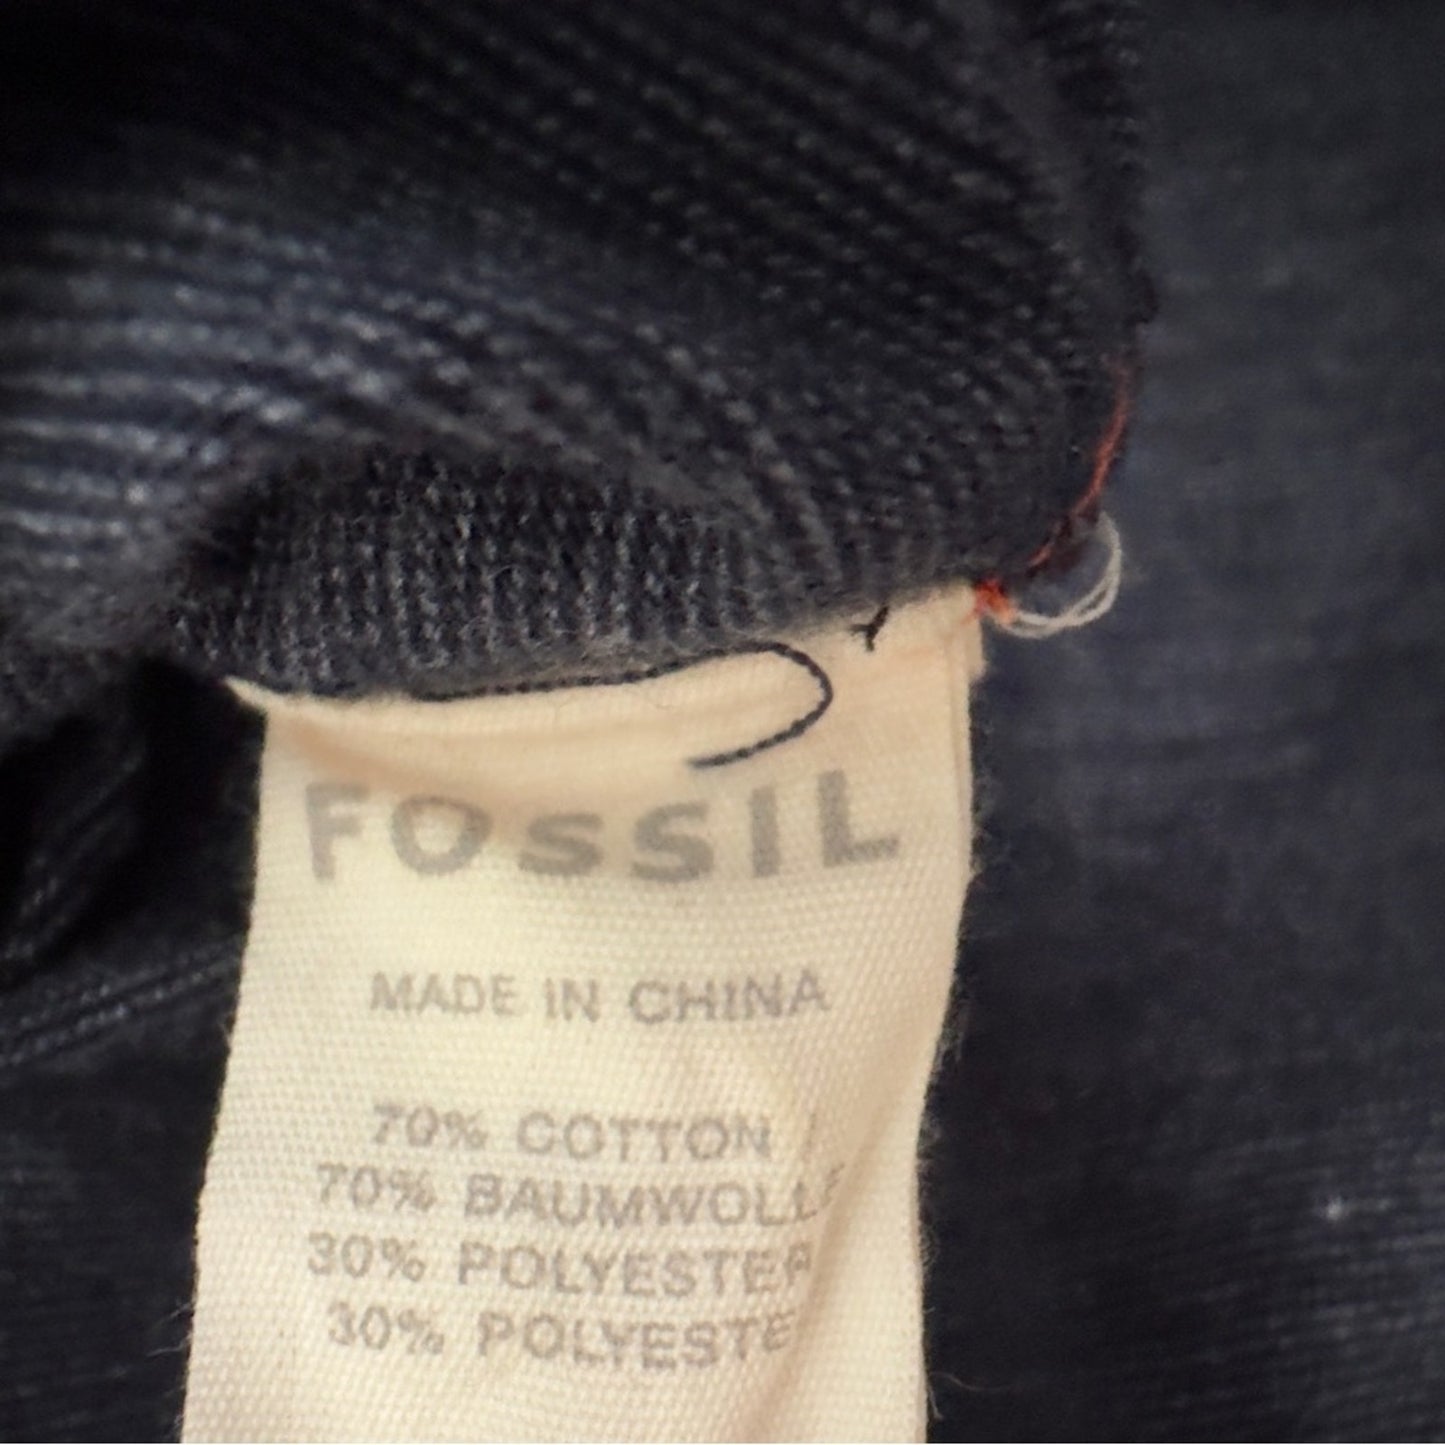 FOSSIL
MADE IN CHINA
70% COTTON /
70% BAUMWOLLE
30% POLYESTER
30% POLYESTE